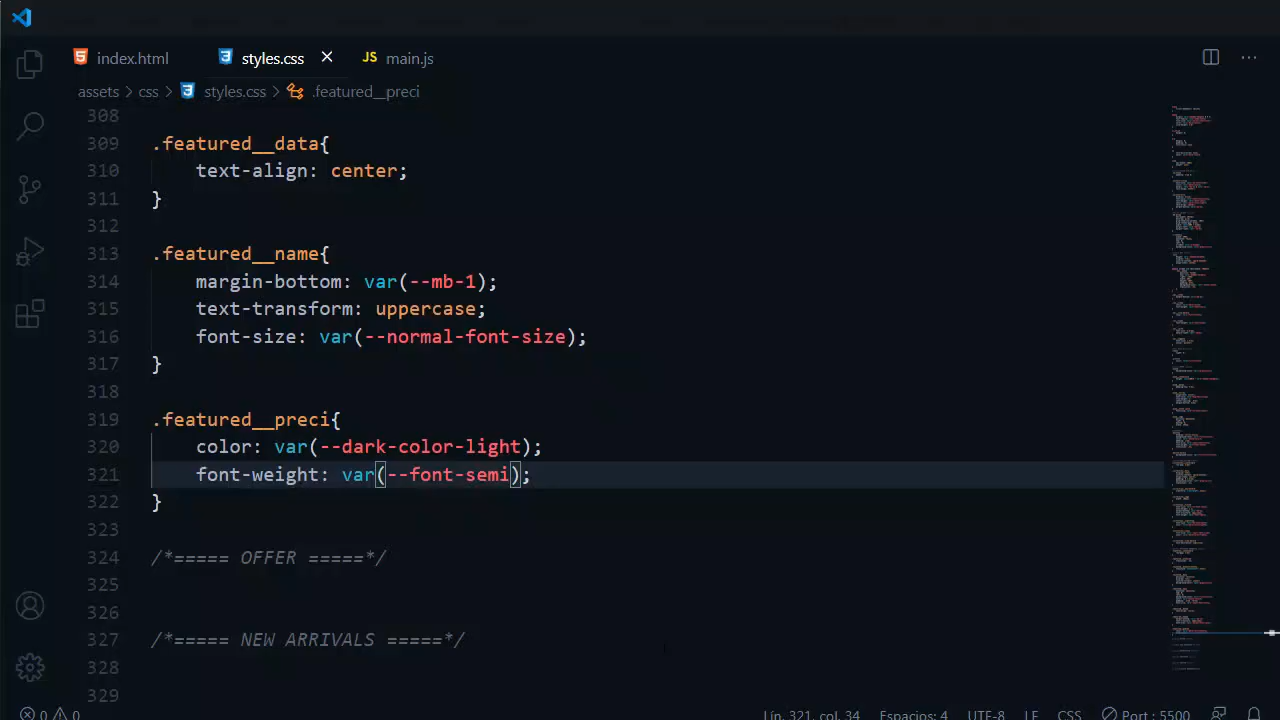 index.html styles.css JS main.js
assets > css > styles.css > .featured__preci
308
309 .featured__data{
310 text-align: center;
311 }
312
313 .featured__name{
314 margin-bottom: var(--mb-1);
315 text-transform: uppercase;
316 font-size: var(--normal-font-size);
317 }
318
319 .featured__preci{
320 color: var(--dark-color-light);
321 font-weight: var(--font-semi);
322 }
323
324 /*===== OFFER =====*/
325
326
327 /*===== NEW ARRIVALS =====*/
328
329
0 0 Lín. 321, col. 34 Espacios: 4 UTF-8 LF CSS Port : 5500